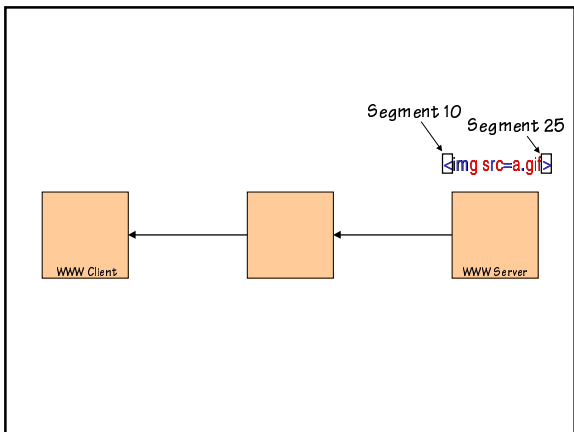 Segment 10
Segment 25
<img src=a.gif>
WWW Client
WWW Server